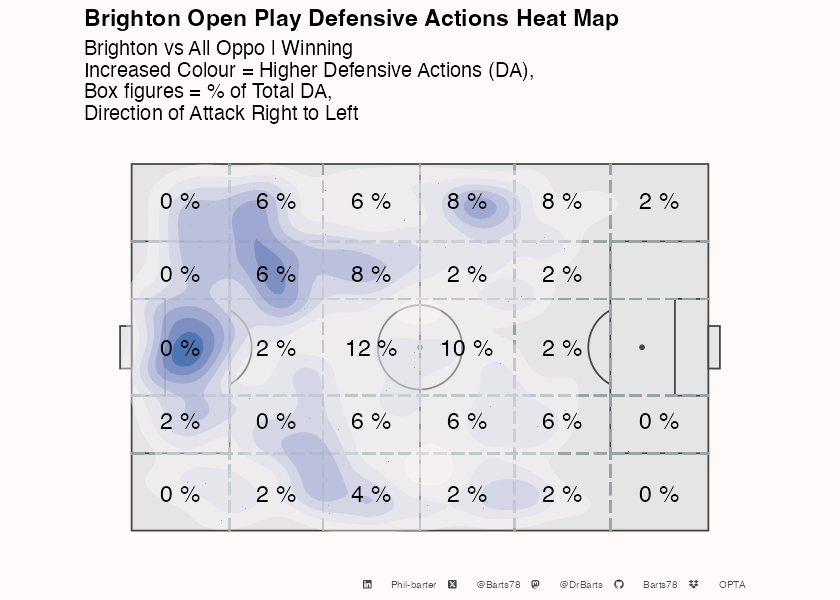 Brighton Open Play Defensive Actions Heat Map
Brighton vs All Oppo | Winning
Increased Colour = Higher Defensive Actions (DA),
Box figures = % of Total DA,
Direction of Attack Right to Left
0 % 6 % 6 % 8 % 8 % 2 %
0 % 6 % 8 % 2 % 2 %
0 % 2 % 12 % 10 % 2 %
2 % 0 % 6 % 6 % 6 % 0 %
0 % 2 % 4 % 2 % 2 % 0 %
Phil-barter @Barts78 @DrBarts Barts78 OPTA